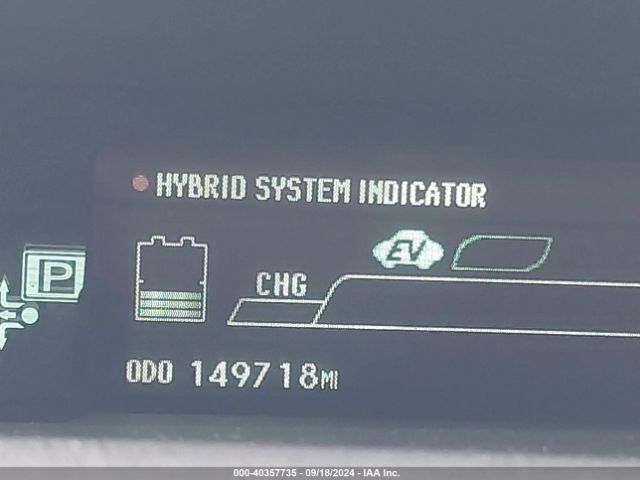 HYBRID SYSTEM INDICATOR
EV
P
CHG
ODO 149718MI
000-40357735 - 09/18/2024 - IAA Inc.